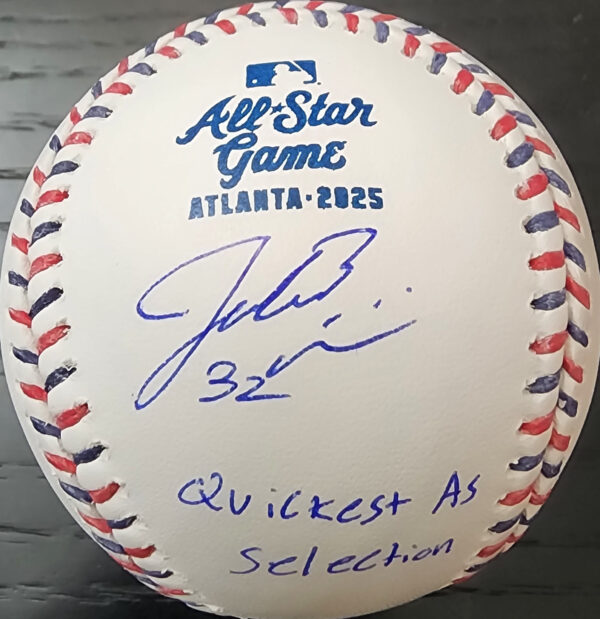 All★Star
Game
ATLANTA·2025
32
Quickest As
Selection